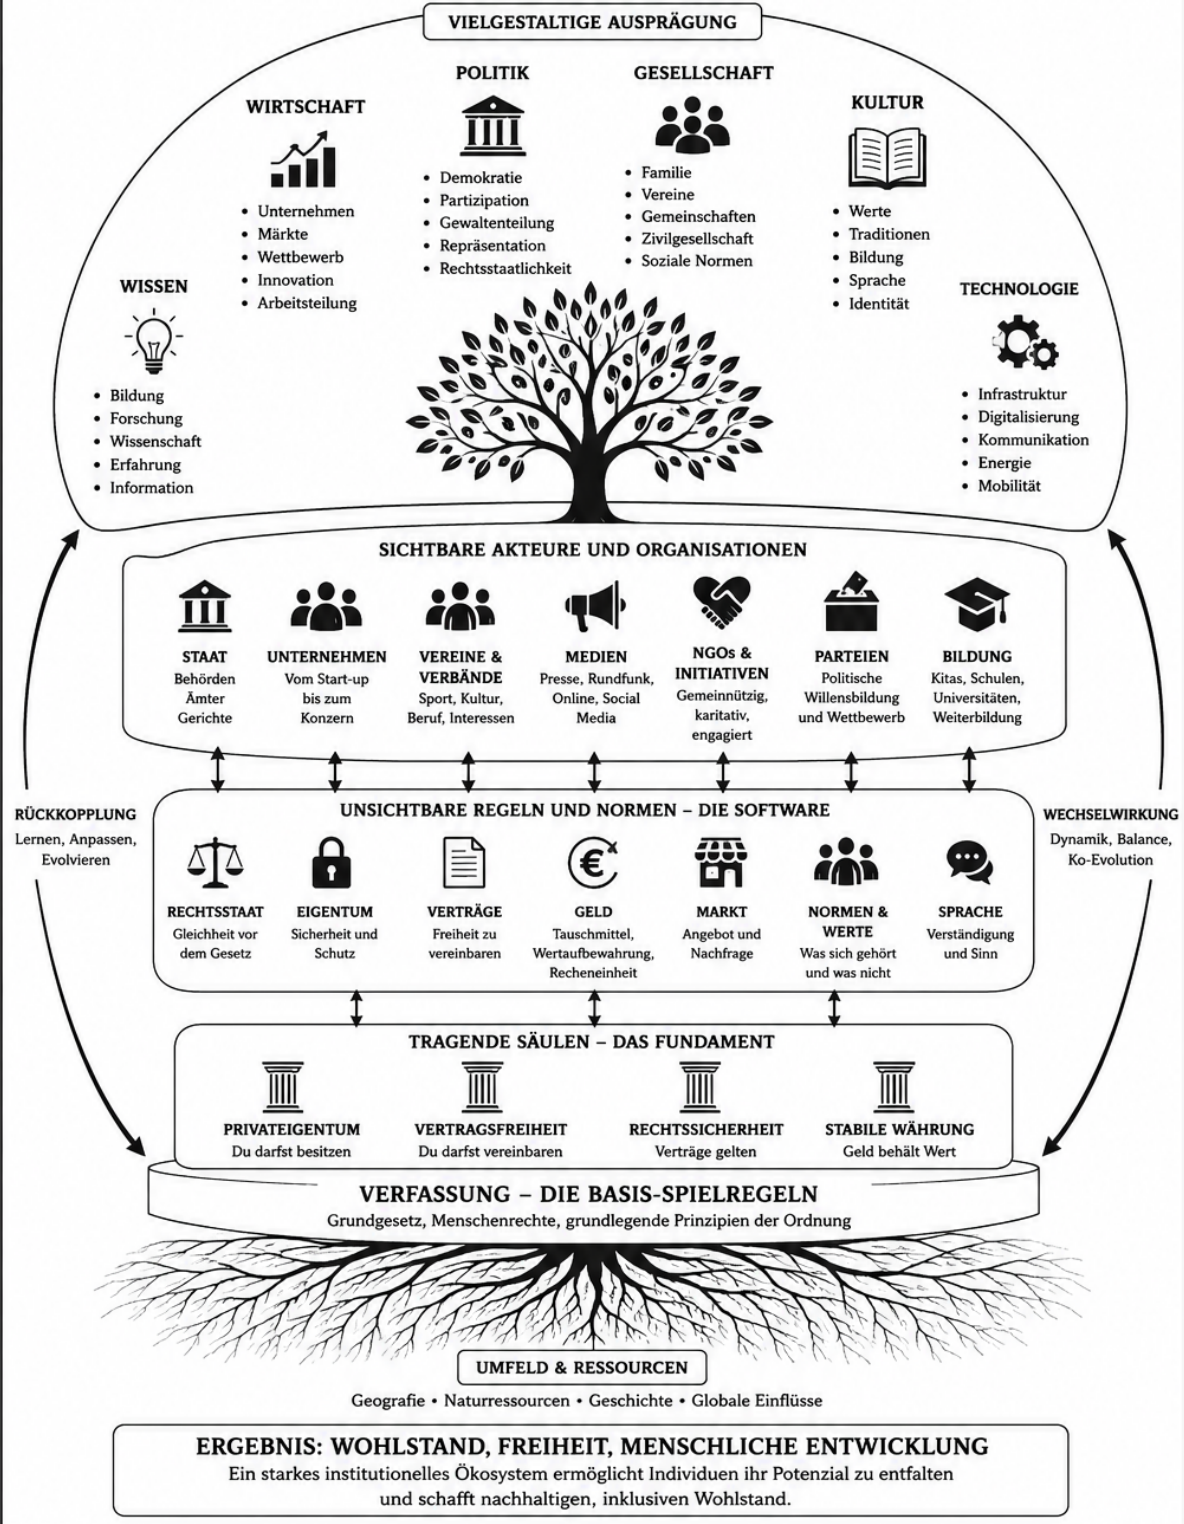 VIELGESTALTIGE AUSPRÄGUNG
POLITIK
• Demokratie
• Partizipation
• Gewaltenteilung
• Repräsentation
• Rechtsstaatlichkeit
GESELLSCHAFT
• Familie
• Vereine
• Gemeinschaften
• Zivilgesellschaft
• Soziale Normen
WIRTSCHAFT
• Unternehmen
• Märkte
• Wettbewerb
• Innovation
• Arbeitsteilung
KULTUR
• Werte
• Traditionen
• Bildung
• Sprache
• Identität
WISSEN
• Bildung
• Forschung
• Wissenschaft
• Erfahrung
• Information
TECHNOLOGIE
• Infrastruktur
• Digitalisierung
• Kommunikation
• Energie
• Mobilität
SICHTBARE AKTEURE UND ORGANISATIONEN
STAAT
Behörden
Ämter
Gerichte
UNTERNEHMEN
Vom Start-up
bis zum
Konzern
VEREINE &
VERBÄNDE
Sport, Kultur,
Beruf, Interessen
MEDIEN
Presse, Rundfunk,
Online, Social
Media
NGOs &
INITIATIVEN
Gemeinnützig,
karitativ,
engagiert
PARTEIEN
Politische
Willensbildung
und Wettbewerb
BILDUNG
Kitas, Schulen,
Universitäten,
Weiterbildung
RÜCKKOPPLUNG
Lernen, Anpassen,
Evolvieren
WECHSELWIRKUNG
Dynamik, Balance,
Ko-Evolution
UNSICHTBARE REGELN UND NORMEN – DIE SOFTWARE
RECHTSSTAAT
Gleichheit vor
dem Gesetz
EIGENTUM
Sicherheit und
Schutz
VERTRÄGE
Freiheit zu
vereinbaren
€
GELD
Tauschmittel,
Wertaufbewahrung,
Recheneinheit
MARKT
Angebot und
Nachfrage
NORMEN &
WERTE
Was sich gehört
und was nicht
SPRACHE
Verständigung
und Sinn
TRAGENDE SÄULEN – DAS FUNDAMENT
PRIVATEIGENTUM
Du darfst besitzen
VERTRAGSFREIHEIT
Du darfst vereinbaren
RECHTSSICHERHEIT
Verträge gelten
STABILE WÄHRUNG
Geld behält Wert
VERFASSUNG – DIE BASIS-SPIELREGELN
Grundgesetz, Menschenrechte, grundlegende Prinzipien der Ordnung
UMFELD & RESSOURCEN
Geografie • Naturressourcen • Geschichte • Globale Einflüsse
ERGEBNIS: WOHLSTAND, FREIHEIT, MENSCHLICHE ENTWICKLUNG
Ein starkes institutionelles Ökosystem ermöglicht Individuen ihr Potenzial zu entfalten
und schafft nachhaltigen, inklusiven Wohlstand.